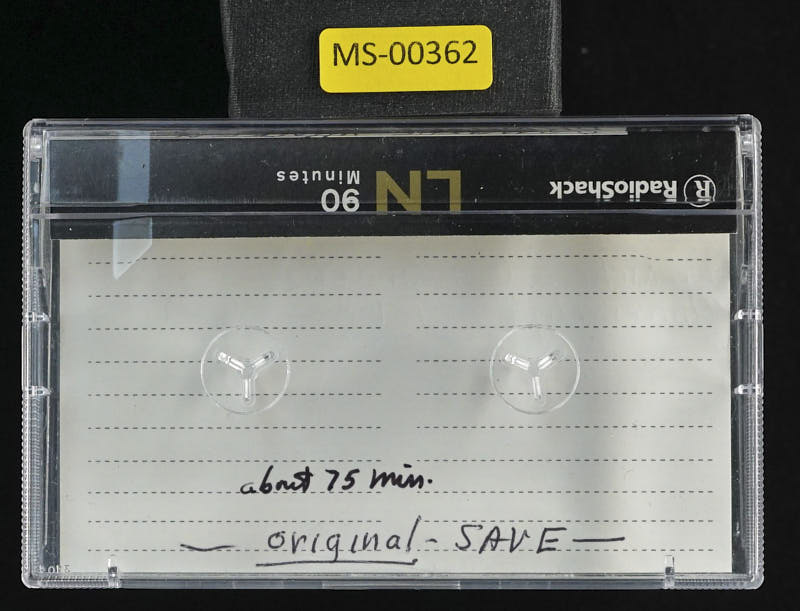 MS-00362
RadioShack LN 90 Minutes
about 75 min.
— original - SAVE —